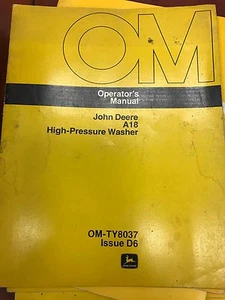 OM
Operator's
Manual
John Deere
A18
High-Pressure Washer
OM-TY8037
Issue D6